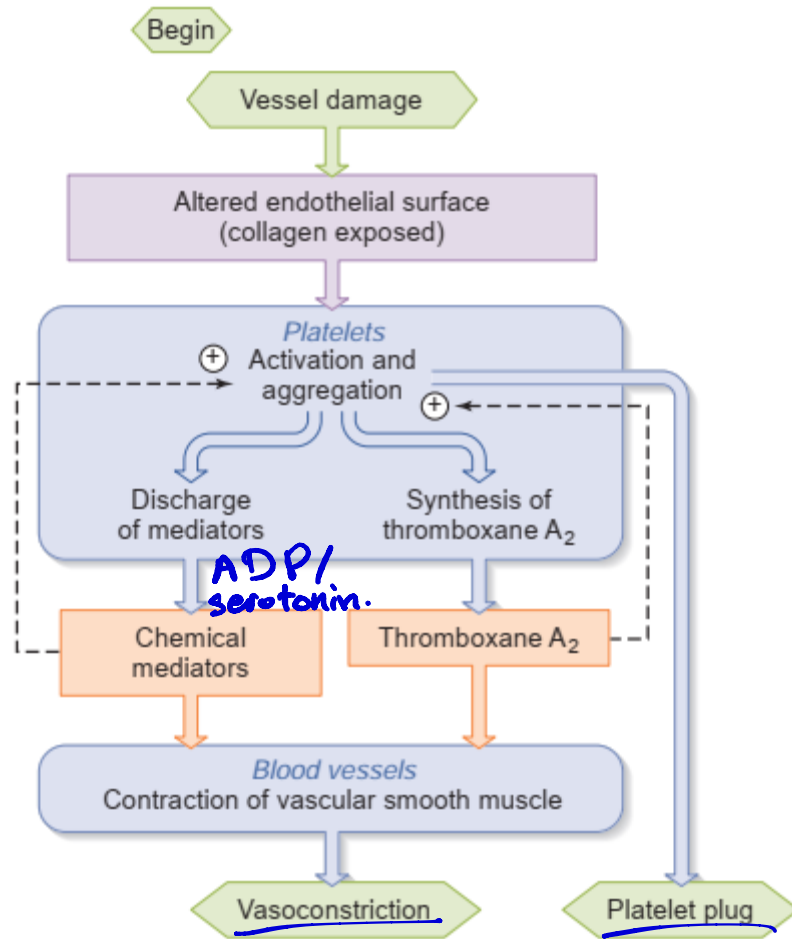 Begin
Vessel damage
Altered endothelial surface
(collagen exposed)
Platelets
+ Activation and
aggregation +
Discharge
of mediators
Synthesis of
thromboxane A₂
ADP/
serotonin.
Chemical
mediators
Thromboxane A₂
Blood vessels
Contraction of vascular smooth muscle
Vasoconstriction
Platelet plug